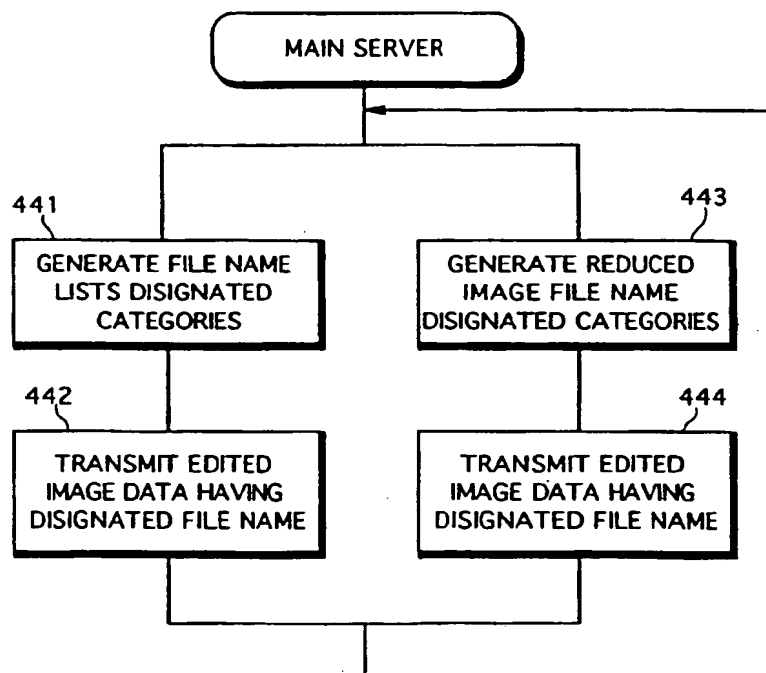 MAIN SERVER
441
GENERATE FILE NAME
LISTS DISIGNATED
CATEGORIES
443
GENERATE REDUCED
IMAGE FILE NAME
DISIGNATED CATEGORIES
442
TRANSMIT EDITED
IMAGE DATA HAVING
DISIGNATED FILE NAME
444
TRANSMIT EDITED
IMAGE DATA HAVING
DISIGNATED FILE NAME